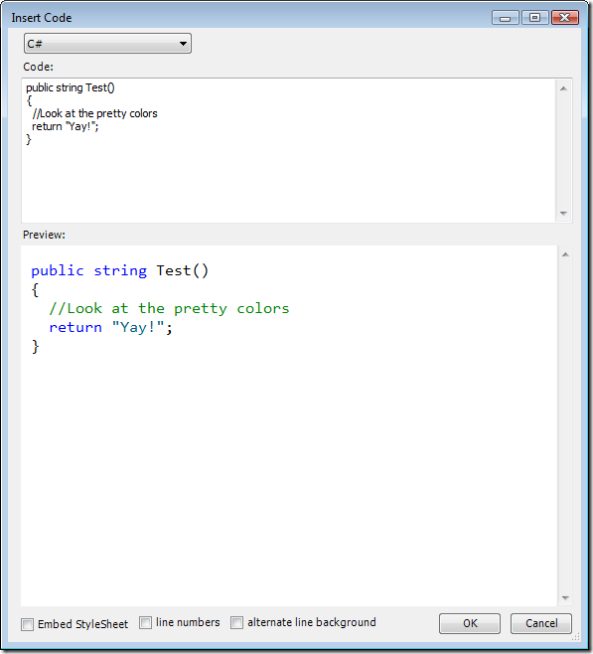 Insert Code
C#
Code:
public string Test()
{
  //Look at the pretty colors
  return "Yay!";
}
Preview:
public string Test()
{
  //Look at the pretty colors
  return "Yay!";
}
Embed StyleSheet line numbers alternate line background OK Cancel